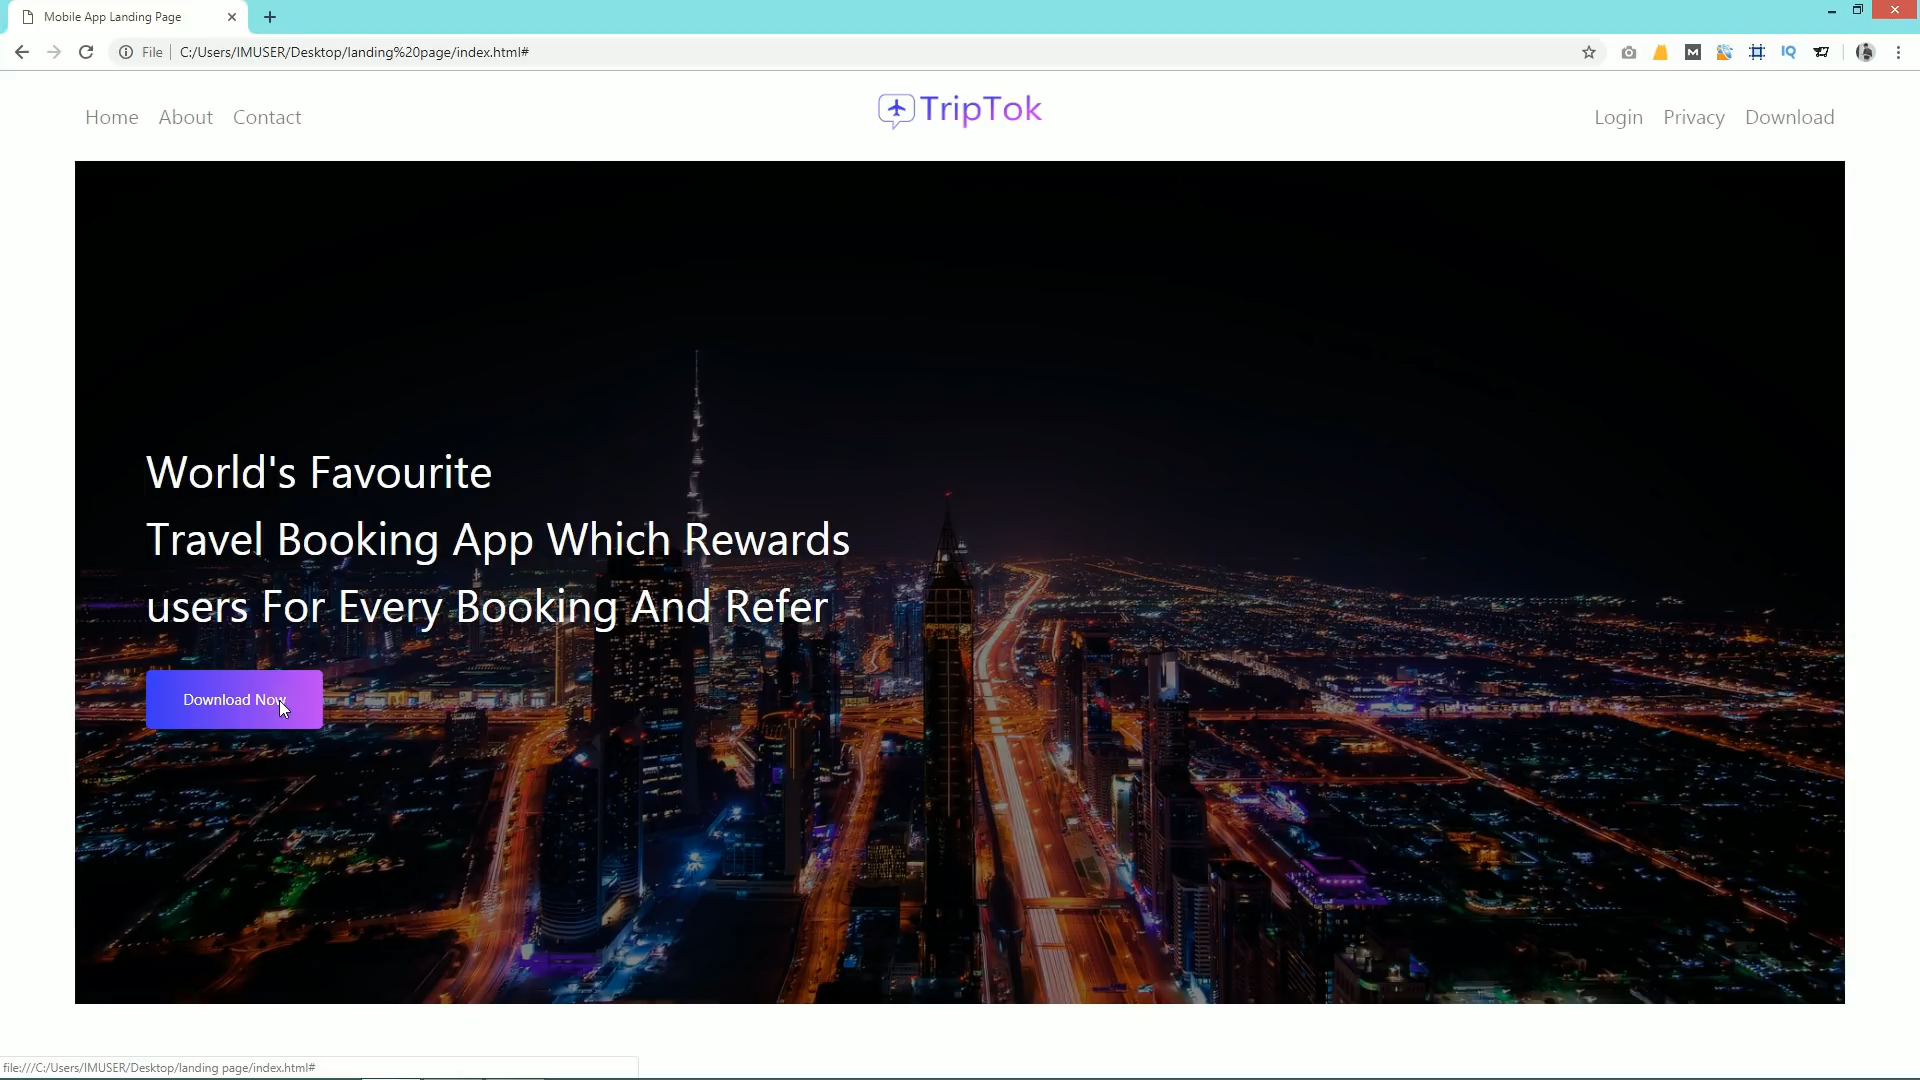 Mobile App Landing Page
File
C:/Users/IMUSER/Desktop/landing%20page/index.html#
M
IQ
Home About Contact
TripTok
Login Privacy Download
World's Favourite
Travel Booking App Which Rewards
users For Every Booking And Refer
Download Now
file:///C:/Users/IMUSER/Desktop/landing page/index.html#